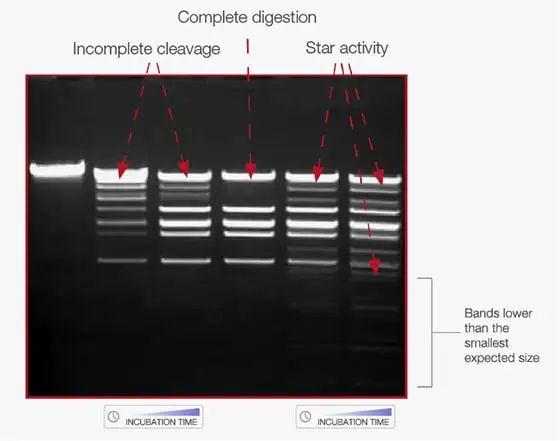 Complete digestion
Incomplete cleavage
Star activity
Bands lower
than the
smallest
expected size
INCUBATION TIME
INCUBATION TIME